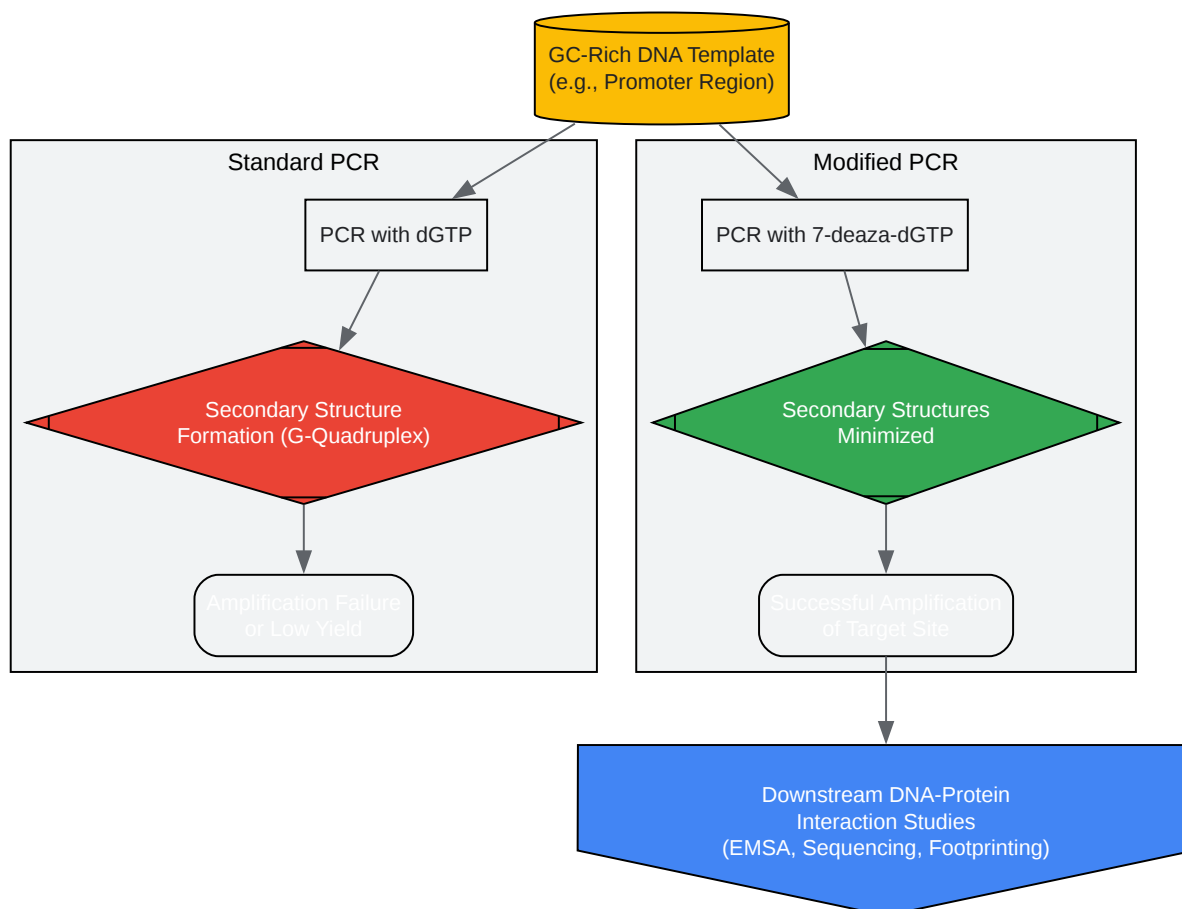 GC-Rich DNA Template
(e.g., Promoter Region)
Standard PCR
PCR with dGTP
Secondary Structure
Formation (G-Quadruplex)
Amplification Failure
or Low Yield
Modified PCR
PCR with 7-deaza-dGTP
Secondary Structures
Minimized
Successful Amplification
of Target Site
Downstream DNA-Protein
Interaction Studies
(EMSA, Sequencing, Footprinting)